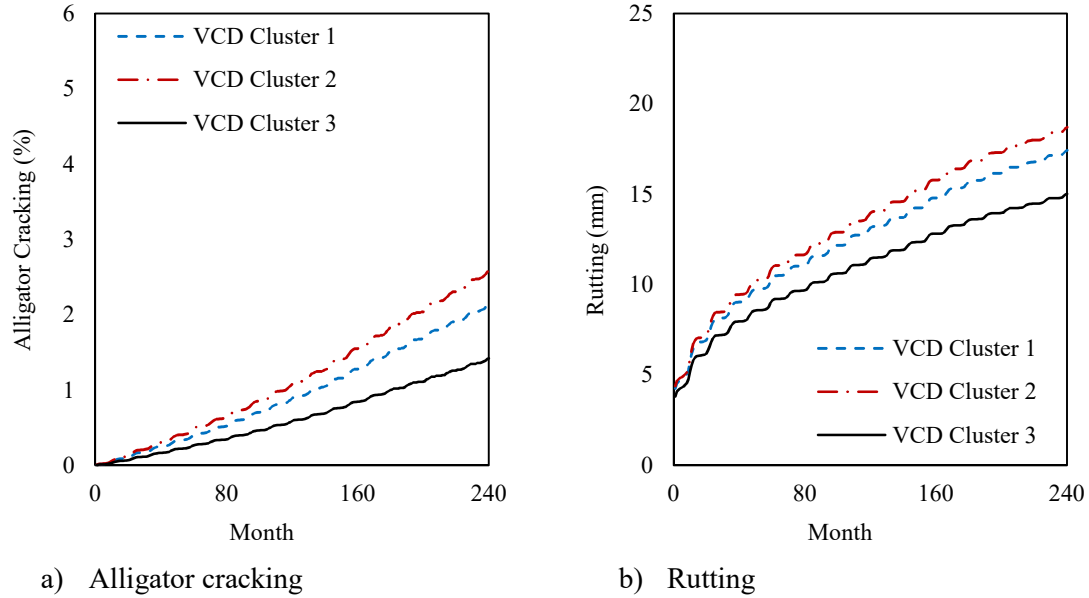 6
5
4
3
2
1
0
Alligator Cracking (%)
VCD Cluster 1
VCD Cluster 2
VCD Cluster 3
0 80 160 240
Month
a) Alligator cracking
25
20
15
10
5
0
Rutting (mm)
VCD Cluster 1
VCD Cluster 2
VCD Cluster 3
0 80 160 240
Month
b) Rutting